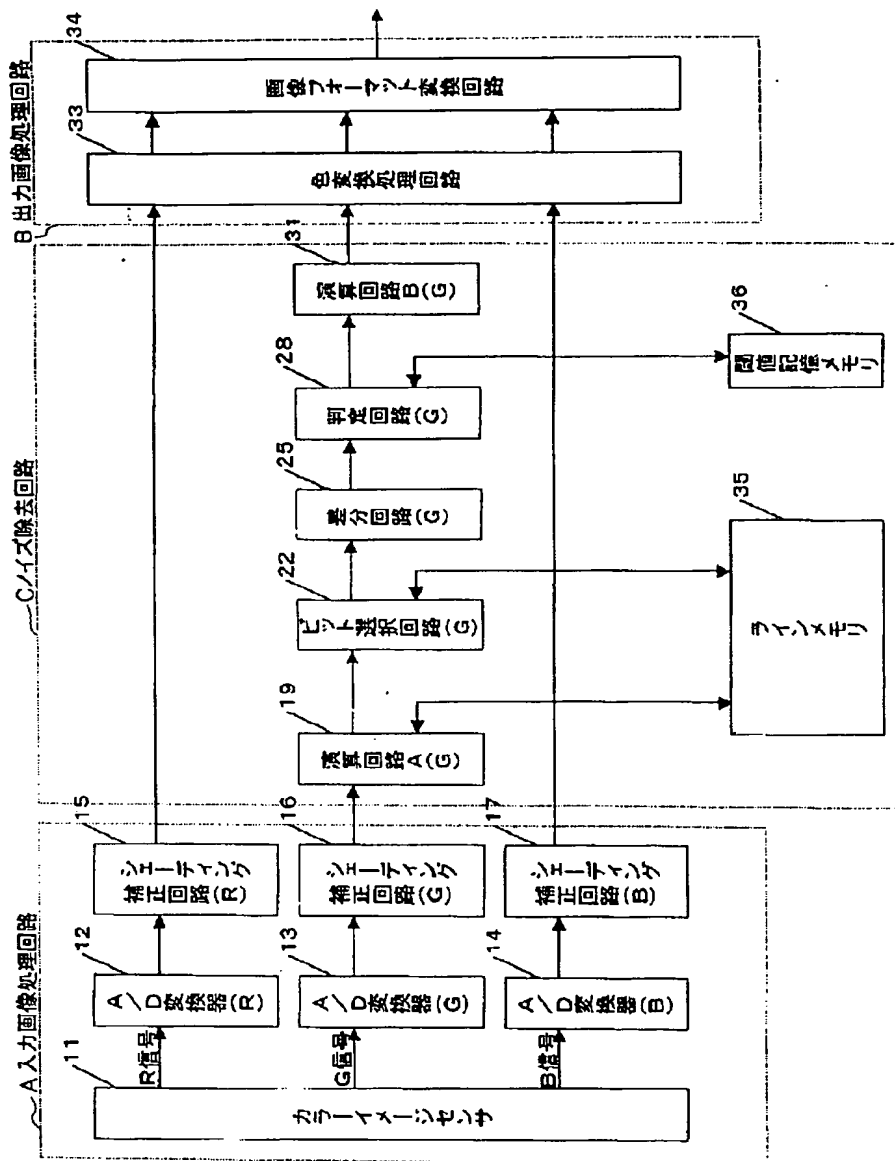 A 入力画像処理回路
11
カラーイメージセンサ
R信号
G信号
B信号
12
A/D変換器(R)
13
A/D変換器(G)
14
A/D変換器(B)
15
シェーディング
補正回路(R)
16
シェーディング
補正回路(G)
17
シェーディング
補正回路(B)
Cノイズ除去回路
19
演算回路A(G)
22
ビット選択回路(G)
25
差分回路(G)
28
判定回路(G)
31
演算回路B(G)
35
ラインメモリ
36
閾値記憶メモリ
B 出力画像処理回路
33
色変換処理回路
34
画像フォーマット変換回路